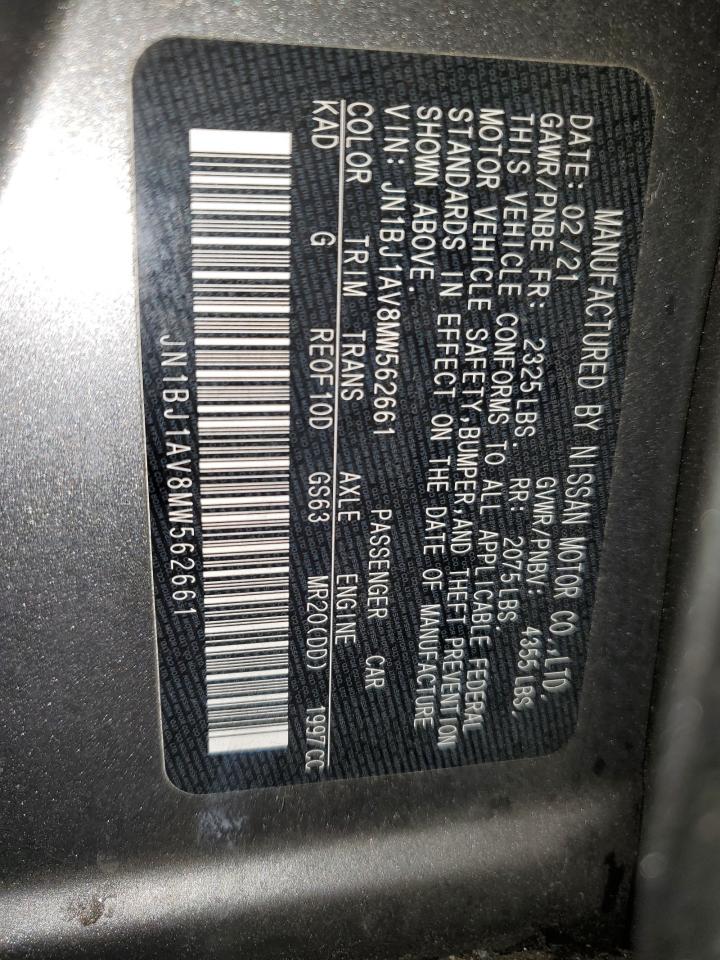 MANUFACTURED BY NISSAN MOTOR CO.,LTD.
DATE: 02/21 GVWR/PNBV: 4355LBS.
GAWR/PNBE FR: 2325LBS. RR: 2075LBS.
THIS VEHICLE CONFORMS TO ALL APPLICABLE FEDERAL
MOTOR VEHICLE SAFETY,BUMPER,AND THEFT PREVENTION
STANDARDS IN EFFECT ON THE DATE OF MANUFACTURE
SHOWN ABOVE.
VIN: JN1BJ1AV8MW562661 PASSENGER CAR
COLOR TRIM TRANS AXLE ENGINE
KAD G RE0F10D GS63 MR20(DD) 1997CC
JN1BJ1AV8MW562661